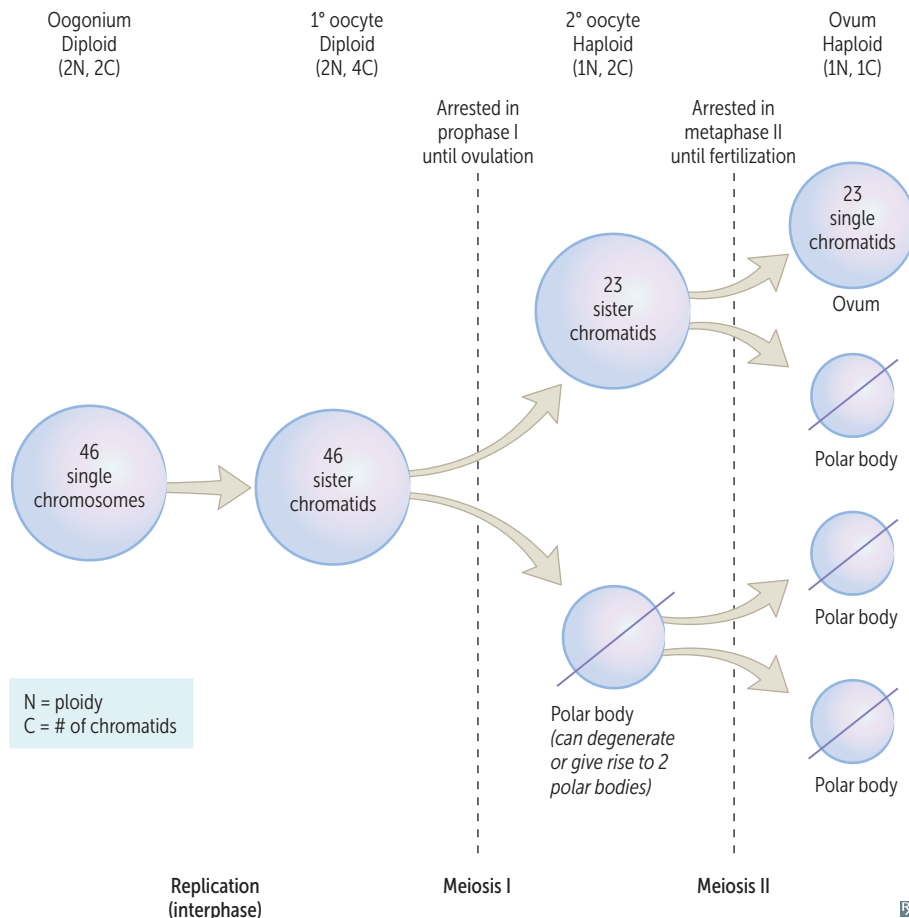 Oogonium
Diploid
(2N, 2C)
1° oocyte
Diploid
(2N, 4C)
2° oocyte
Haploid
(1N, 2C)
Ovum
Haploid
(1N, 1C)
Arrested in
prophase I
until ovulation
Arrested in
metaphase II
until fertilization
23
single
chromatids
Ovum
23
sister
chromatids
Polar body
46
single
chromosomes
46
sister
chromatids
Polar body
N = ploidy
C = # of chromatids
Polar body
(can degenerate
or give rise to 2
polar bodies)
Polar body
Replication
(interphase)
Meiosis I
Meiosis II